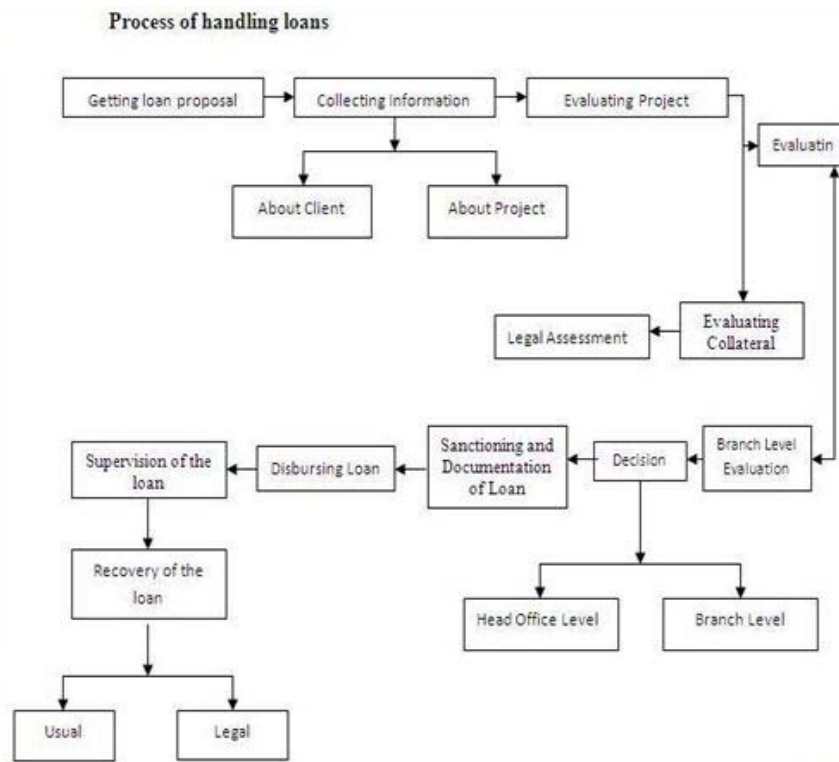 Process of handling loans
Getting loan proposal
Collecting Information
Evaluating Project
Evaluatin
About Client
About Project
Legal Assessment
Evaluating
Collateral
Supervision of the
loan
Disbursing Loan
Sanctioning and
Documentation
of Loan
Decision
Branch Level
Evaluation
Recovery of the
loan
Head Office Level
Branch Level
Usual
Legal